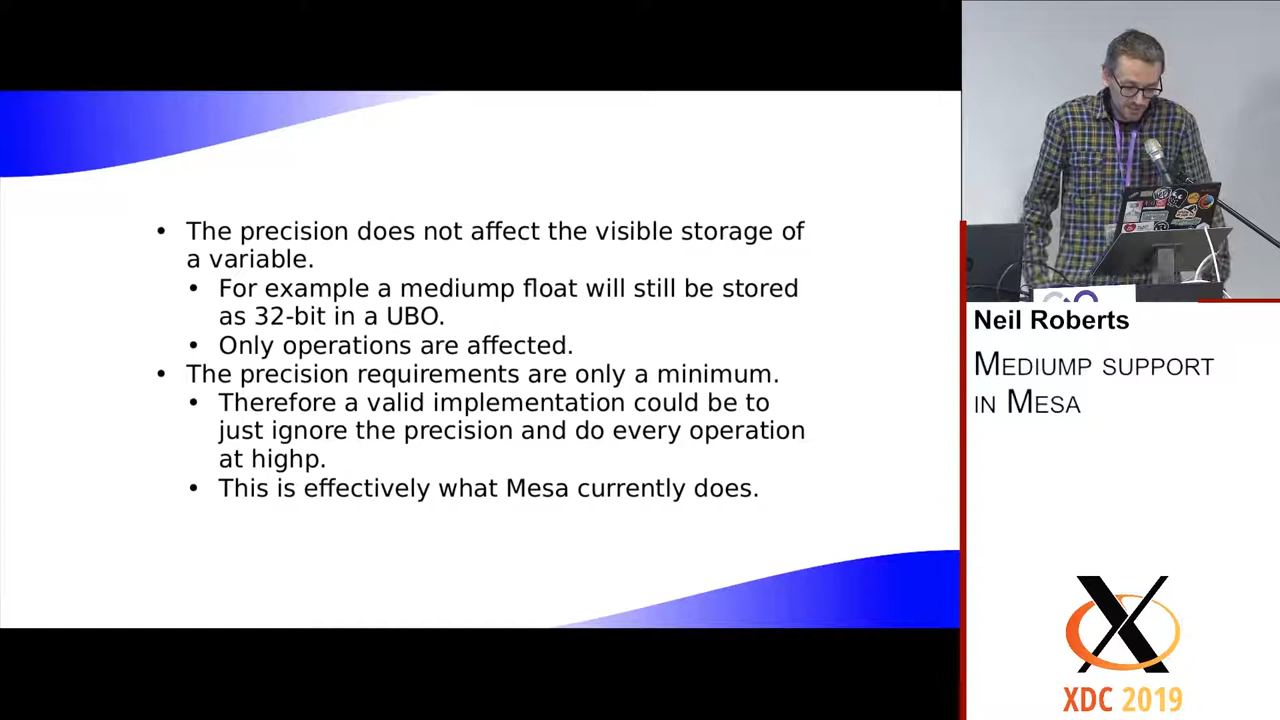 • The precision does not affect the visible storage of
a variable.
• For example a mediump float will still be stored
as 32-bit in a UBO.
• Only operations are affected.
• The precision requirements are only a minimum.
• Therefore a valid implementation could be to
just ignore the precision and do every operation
at highp.
• This is effectively what Mesa currently does.
Neil Roberts
Mediump support
in Mesa
XDC 2019